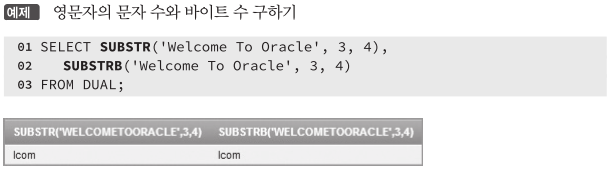 예제 영문자의 문자 수와 바이트 수 구하기
01 SELECT SUBSTR('Welcome To Oracle', 3, 4),
02 SUBSTRB('Welcome To Oracle', 3, 4)
03 FROM DUAL;
SUBSTR('WELCOMETOORACLE',3,4) SUBSTRB('WELCOMETOORACLE',3,4)
lcom lcom